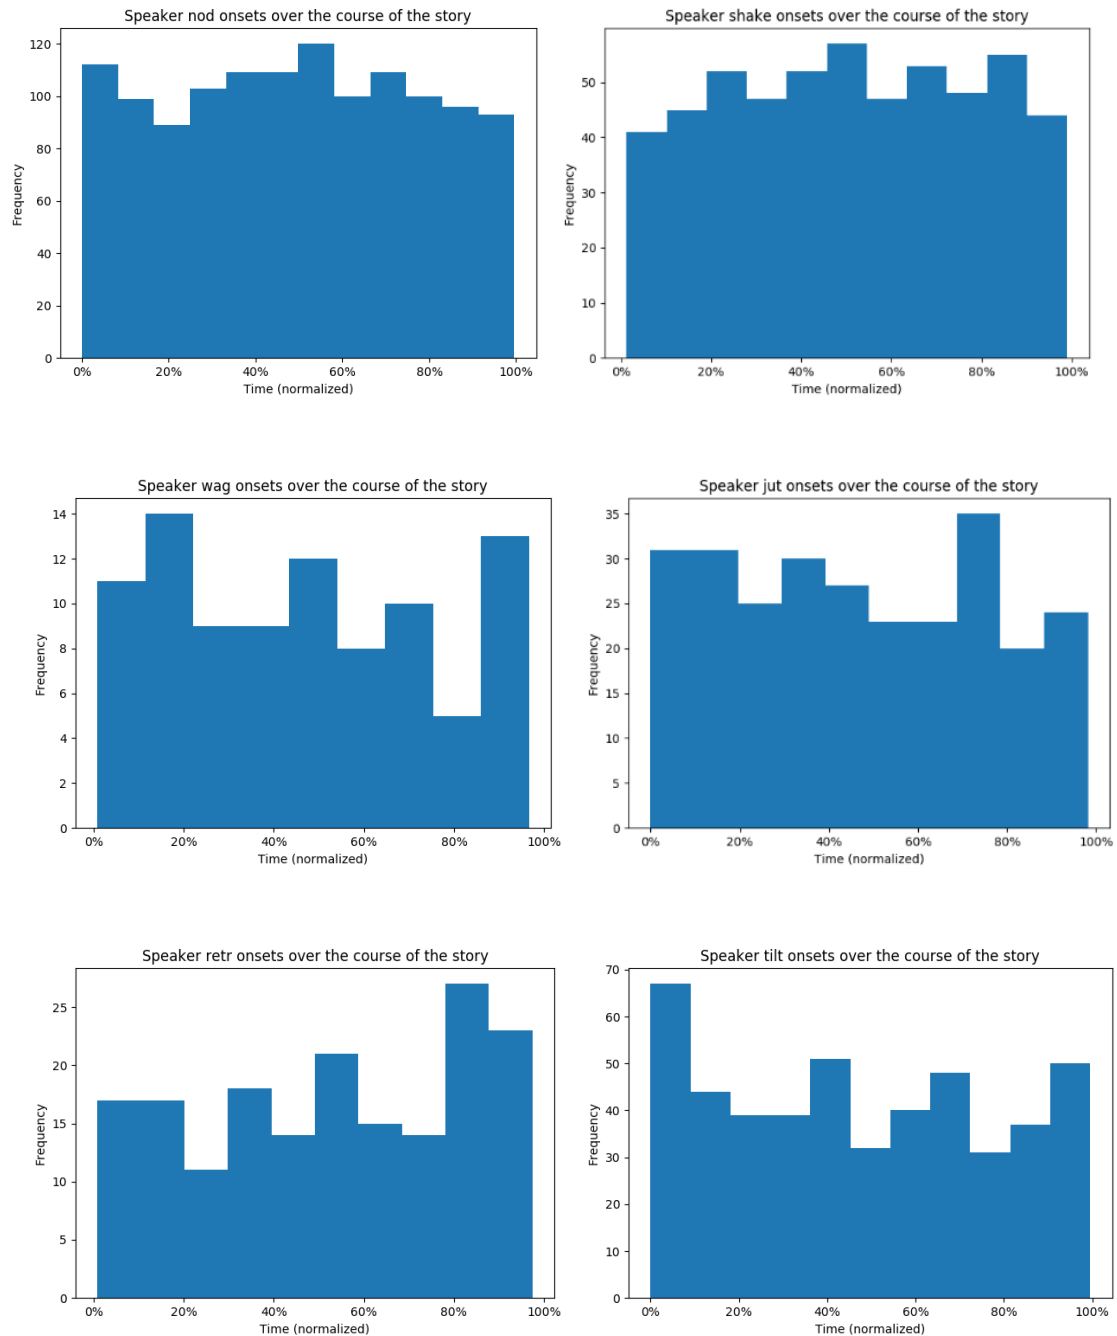 Speaker nod onsets over the course of the story
120
100
80
60
40
20
0
Frequency
0% 20% 40% 60% 80% 100%
Time (normalized)
Speaker shake onsets over the course of the story
50
40
30
20
10
0
Frequency
0% 20% 40% 60% 80% 100%
Time (normalized)
Speaker wag onsets over the course of the story
14
12
10
8
6
4
2
0
Frequency
0% 20% 40% 60% 80% 100%
Time (normalized)
Speaker jut onsets over the course of the story
35
30
25
20
15
10
5
0
Frequency
0% 20% 40% 60% 80% 100%
Time (normalized)
Speaker retr onsets over the course of the story
25
20
15
10
5
0
Frequency
0% 20% 40% 60% 80% 100%
Time (normalized)
Speaker tilt onsets over the course of the story
70
60
50
40
30
20
10
0
Frequency
0% 20% 40% 60% 80% 100%
Time (normalized)